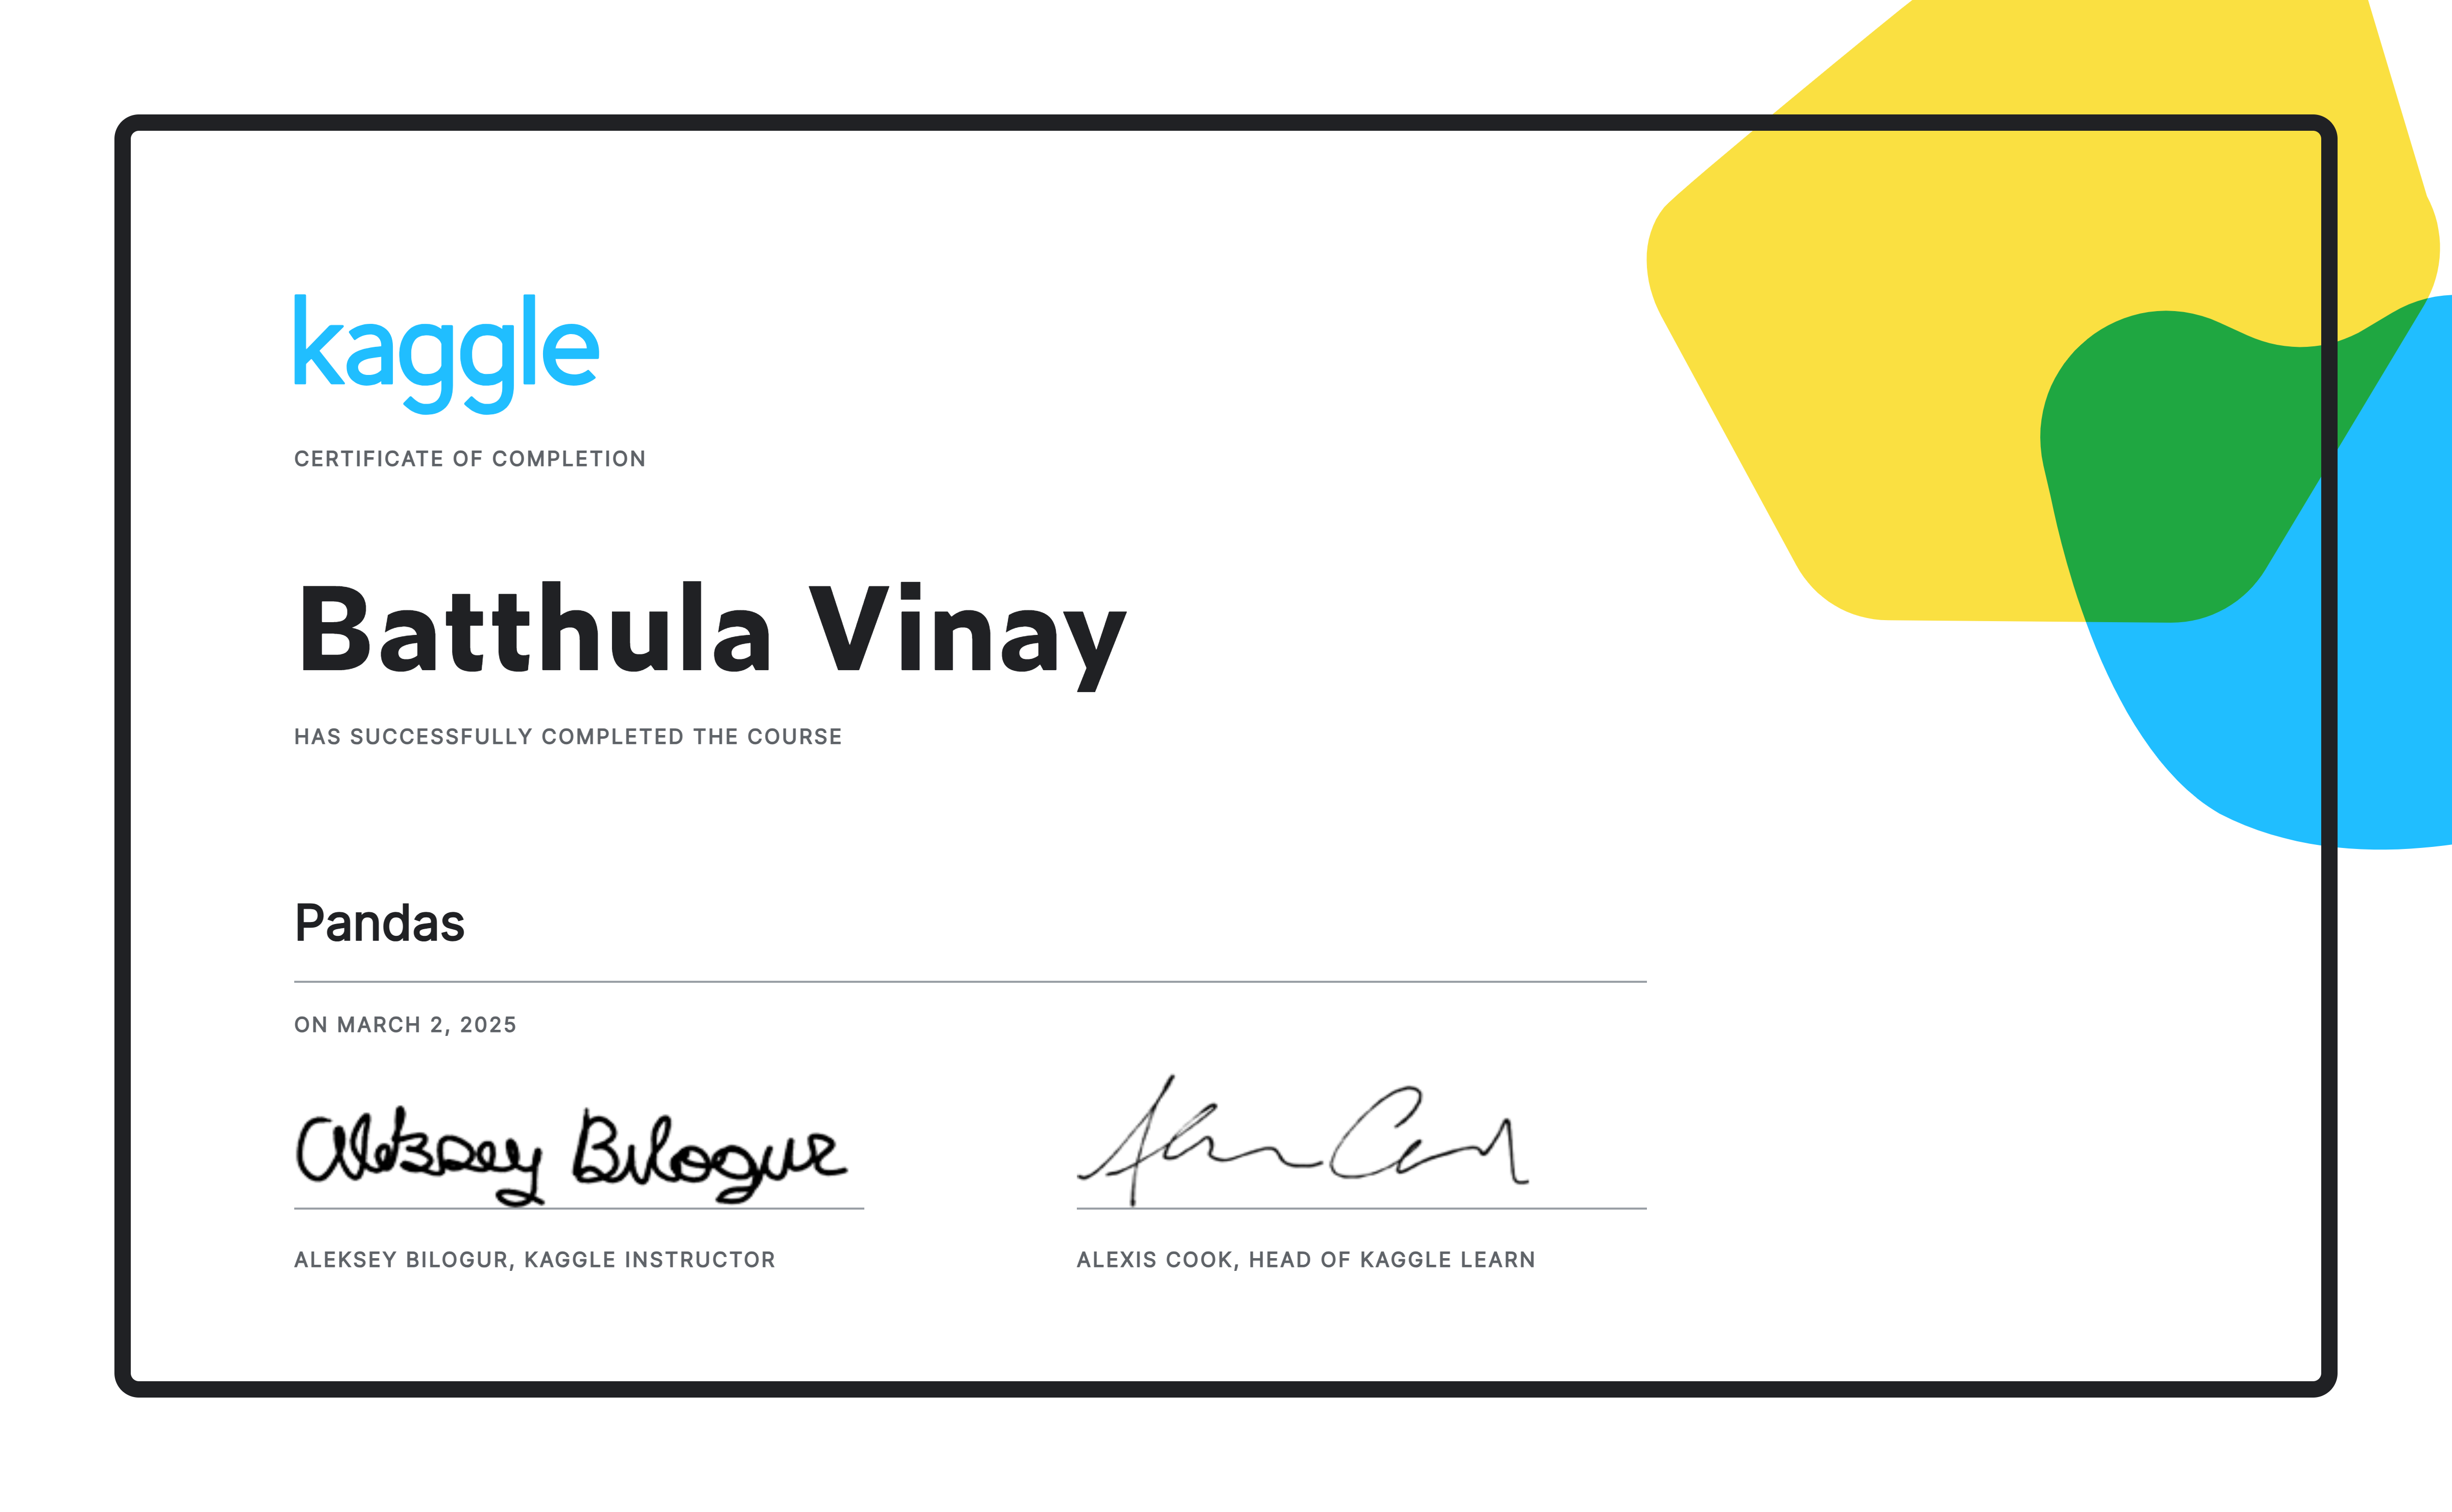 kaggle
CERTIFICATE OF COMPLETION
Batthula Vinay
HAS SUCCESSFULLY COMPLETED THE COURSE
Pandas
ON MARCH 2, 2025
Aleksey Bilogur
ALEKSEY BILOGUR, KAGGLE INSTRUCTOR
ALEXIS COOK, HEAD OF KAGGLE LEARN